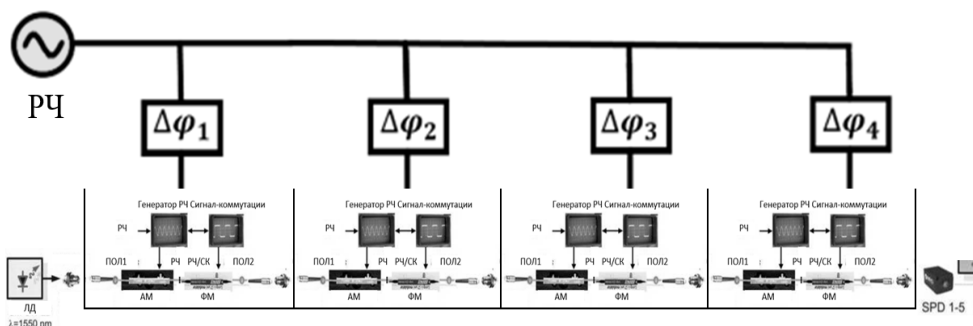 РЧ
Δφ1
Δφ2
Δφ3
Δφ4
Генератор РЧ Сигнал-коммутации
РЧ
ПОЛ1
РЧ
РЧ/СК
ПОЛ2
АМ
ФМ
Генератор РЧ Сигнал-коммутации
РЧ
ПОЛ1
РЧ
РЧ/СК
ПОЛ2
АМ
ФМ
Генератор РЧ Сигнал-коммутации
РЧ
ПОЛ1
РЧ
РЧ/СК
ПОЛ2
АМ
ФМ
Генератор РЧ Сигнал-коммутации
РЧ
ПОЛ1
РЧ
РЧ/СК
ПОЛ2
АМ
ФМ
ЛД
λ=1550 nm
SPD 1-5